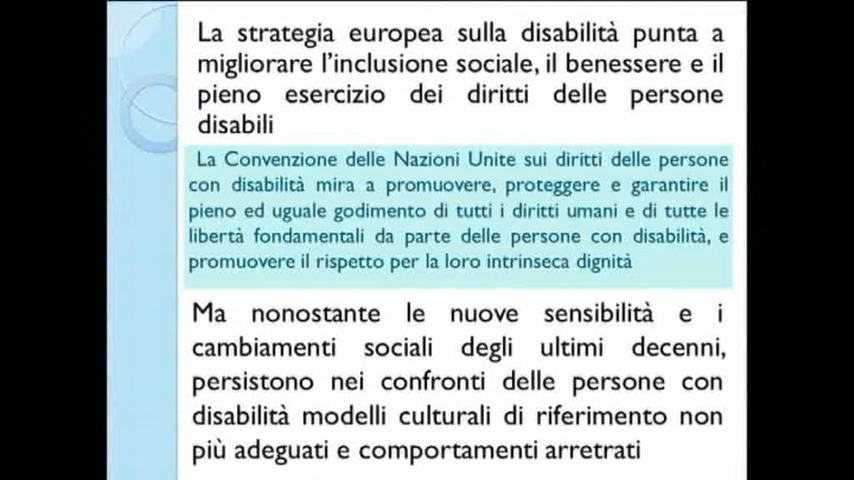 La strategia europea sulla disabilità punta a
migliorare l'inclusione sociale, il benessere e il
pieno esercizio dei diritti delle persone
disabili
La Convenzione delle Nazioni Unite sui diritti delle persone
con disabilità mira a promuovere, proteggere e garantire il
pieno ed uguale godimento di tutti i diritti umani e di tutte le
libertà fondamentali da parte delle persone con disabilità, e
promuovere il rispetto per la loro intrinseca dignità
Ma nonostante le nuove sensibilità e i
cambiamenti sociali degli ultimi decenni,
persistono nei confronti delle persone con
disabilità modelli culturali di riferimento non
più adeguati e comportamenti arretrati